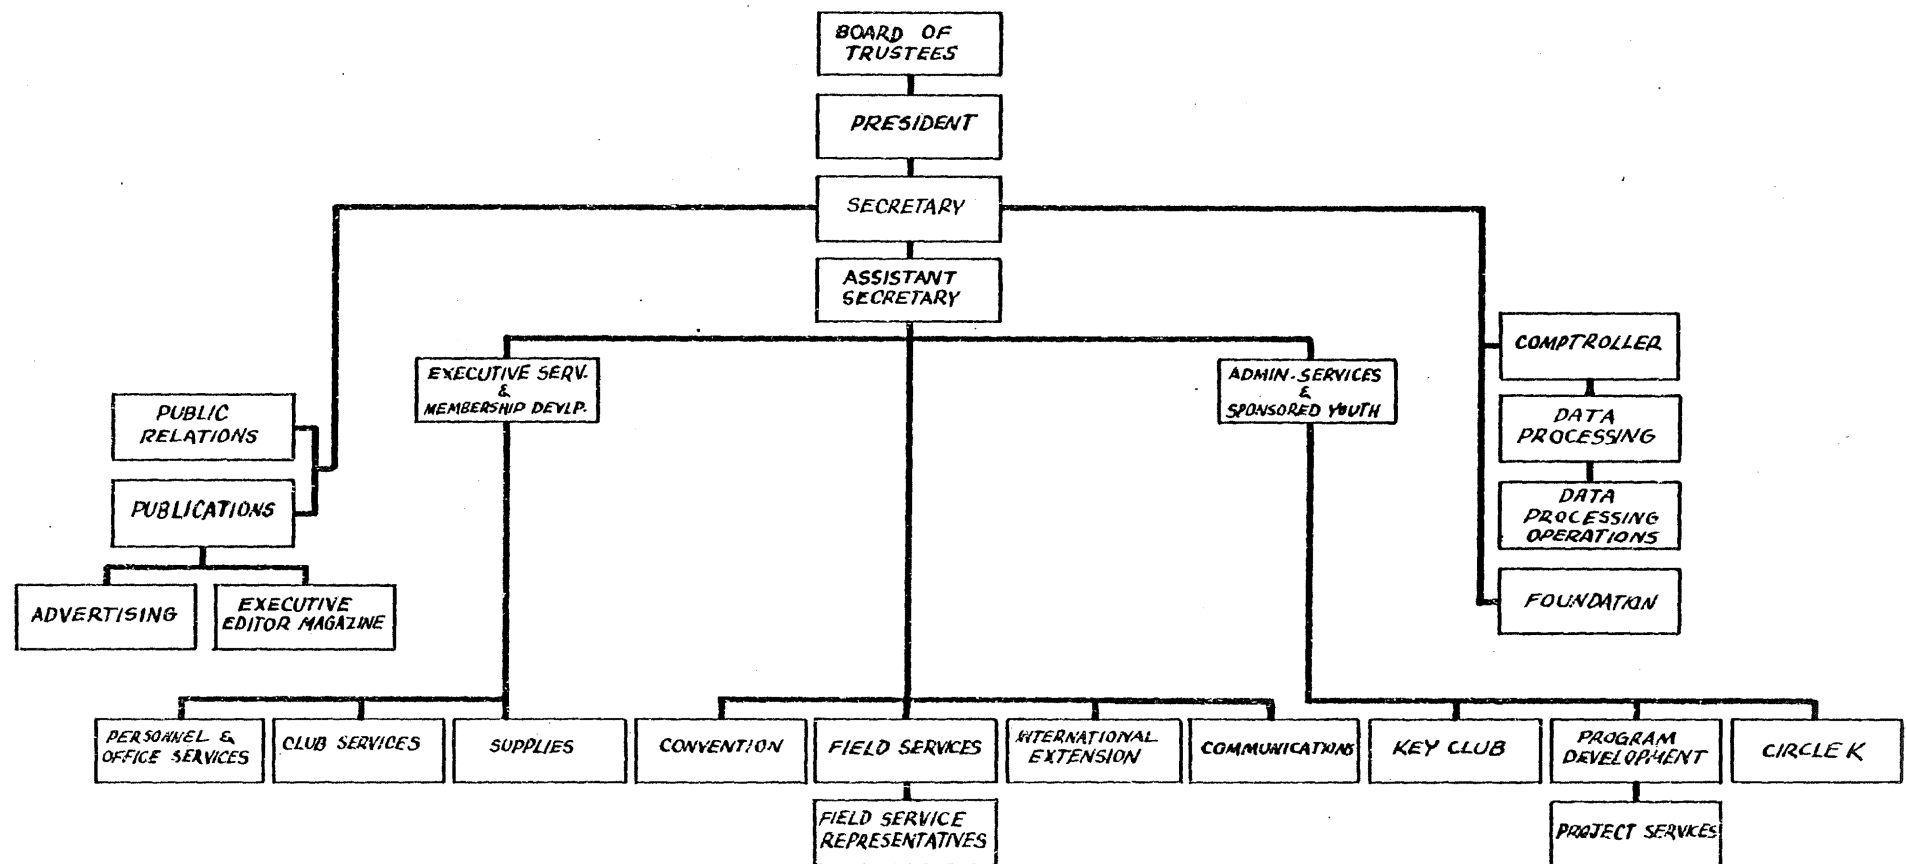 BOARD OF
TRUSTEES
PRESIDENT
SECRETARY
ASSISTANT
SECRETARY
EXECUTIVE SERV.
&
MEMBERSHIP DEVLP.
ADMIN-SERVICES
&
SPONSORED YOUTH
COMPTROLLER
DATA
PROCESSING
DATA
PROCESSING
OPERATIONS
FOUNDATION
PUBLIC
RELATIONS
PUBLICATIONS
ADVERTISING
EXECUTIVE
EDITOR MAGAZINE
PERSONNEL &
OFFICE SERVICES
CLUB SERVICES
SUPPLIES
CONVENTION
FIELD SERVICES
INTERNATIONAL
EXTENSION
COMMUNICATIONS
KEY CLUB
PROGRAM
DEVELOPMENT
CIRCLE K
FIELD SERVICE
REPRESENTATIVES
PROJECT SERVICES